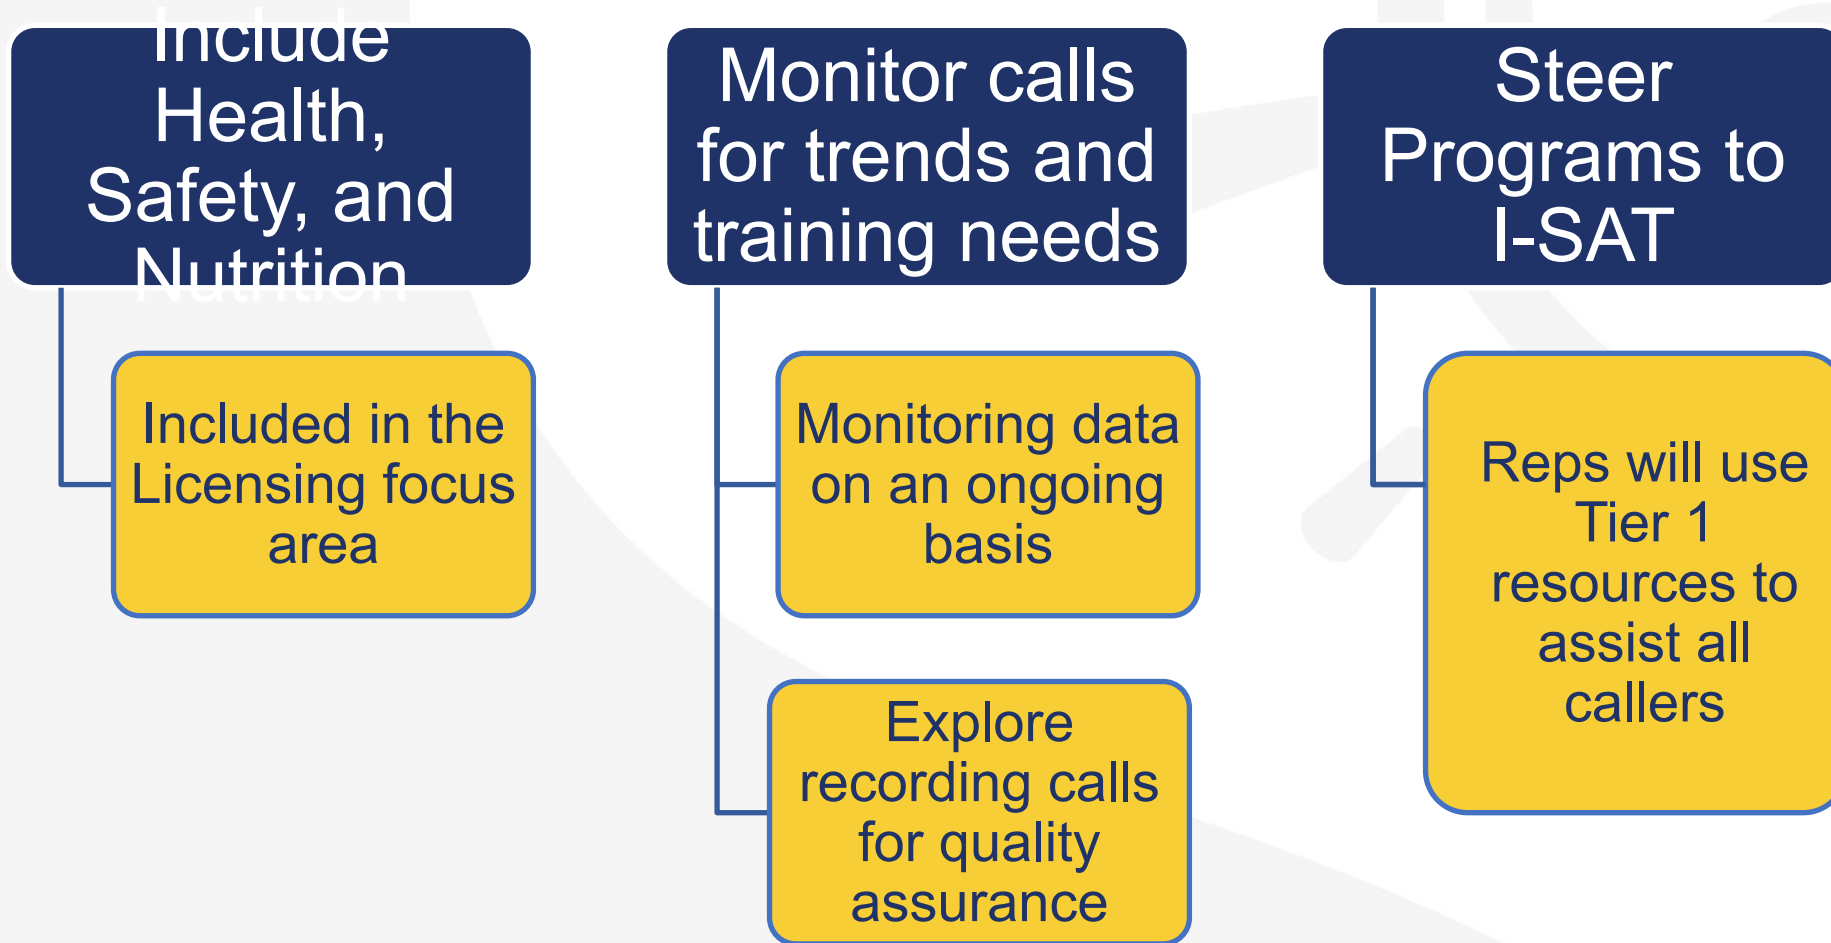 Include
Health,
Safety, and
Nutrition
Included in the
Licensing focus
area
Monitor calls
for trends and
training needs
Monitoring data
on an ongoing
basis
Explore
recording calls
for quality
assurance
Steer
Programs to
I-SAT
Reps will use
Tier 1
resources to
assist all
callers